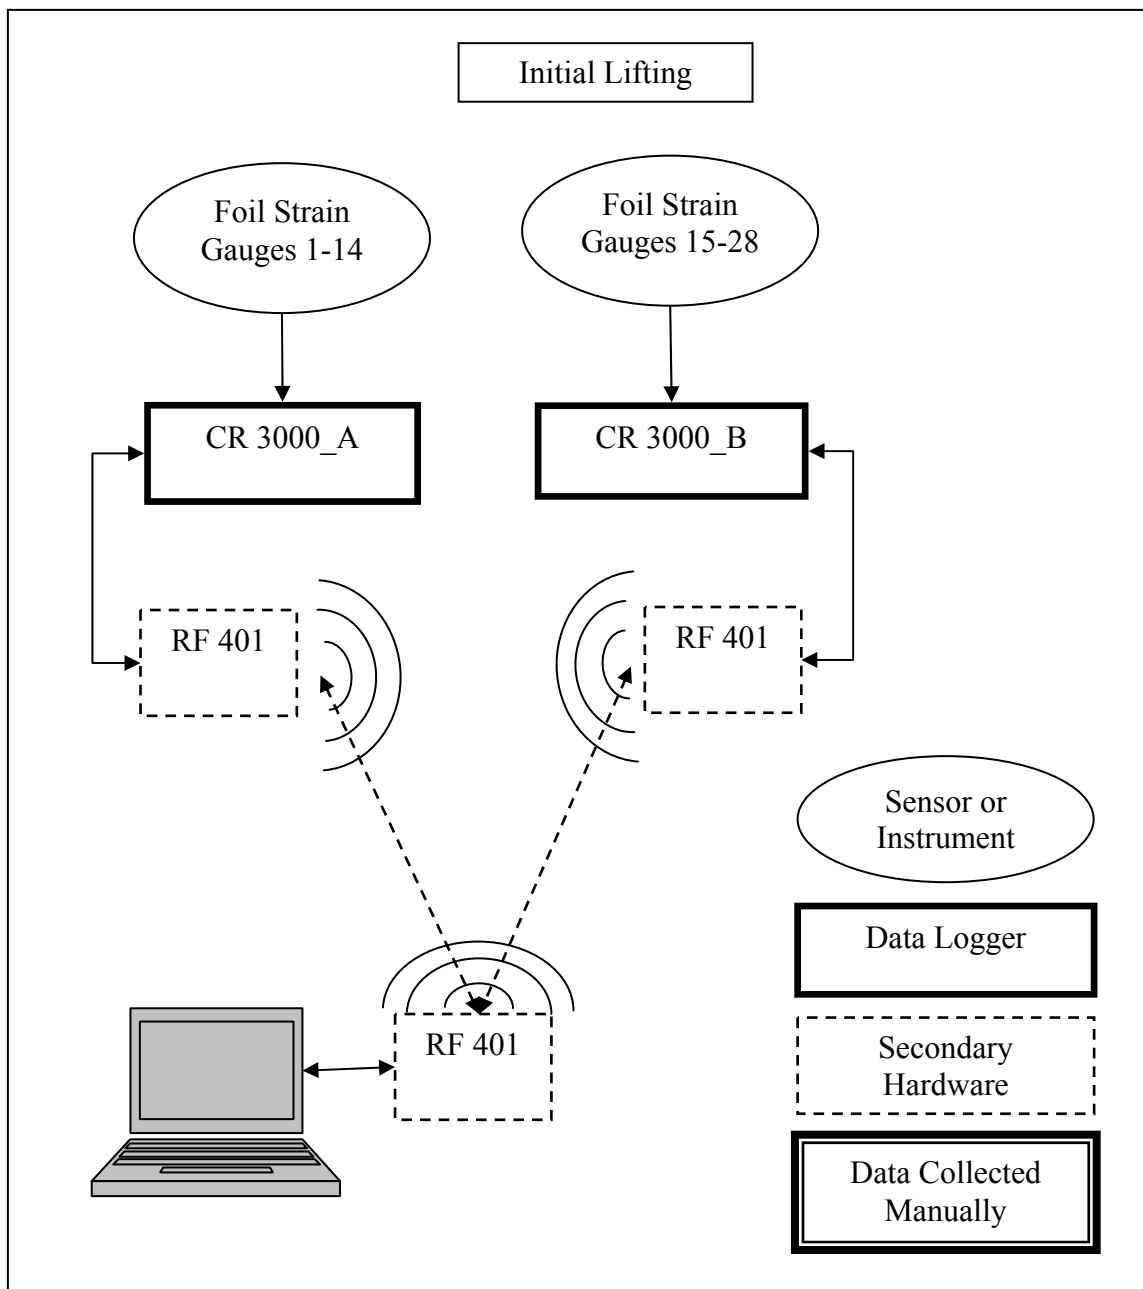 Initial Lifting
Foil Strain
Gauges 1-14
Foil Strain
Gauges 15-28
CR 3000_A
CR 3000_B
RF 401
RF 401
RF 401
Sensor or
Instrument
Data Logger
Secondary
Hardware
Data Collected
Manually